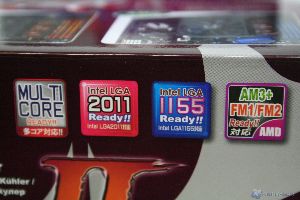 MULTI
CORE
READY!!
多コア対応!!
Intel LGA
2011
Ready!!
Intel LGA2011対応
Intel LGA
1155
Ready!!
Intel LGA1155対応
AM3+
FM1/FM2
Ready!!
対応 AMD
Kühler /